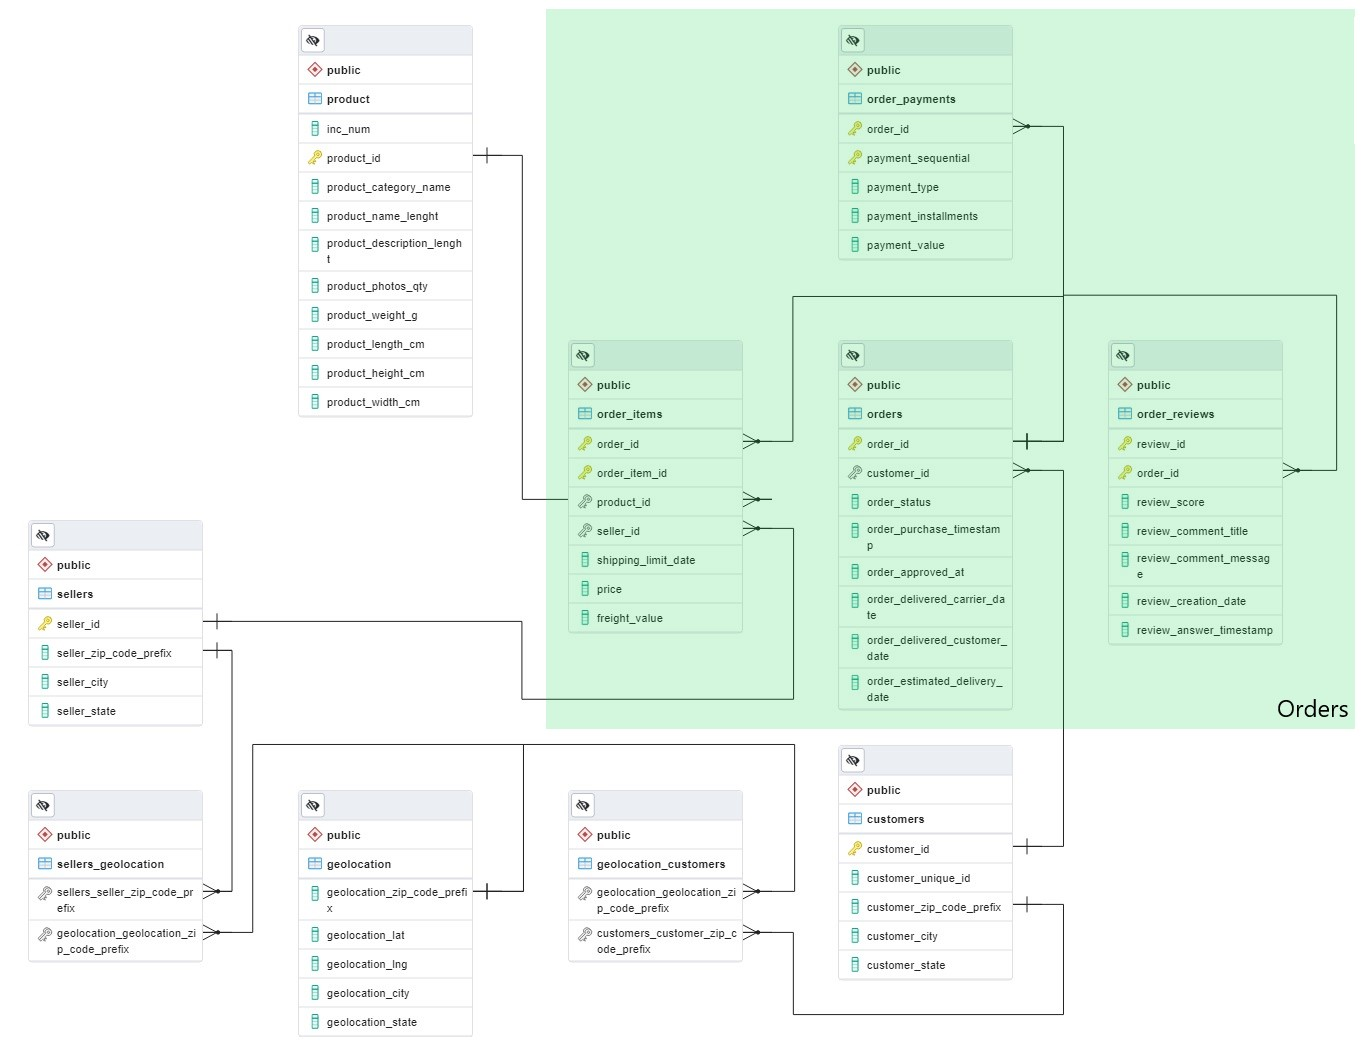 public
product
inc_num
product_id
product_category_name
product_name_lenght
product_description_lengh
t
product_photos_qty
product_weight_g
product_length_cm
product_height_cm
product_width_cm
public
order_payments
order_id
payment_sequential
payment_type
payment_installments
payment_value
public
order_items
order_id
order_item_id
product_id
seller_id
shipping_limit_date
price
freight_value
public
orders
order_id
customer_id
order_status
order_purchase_timestam
p
order_approved_at
order_delivered_carrier_da
te
order_delivered_customer_
date
order_estimated_delivery_
date
public
order_reviews
review_id
order_id
review_score
review_comment_title
review_comment_messag
e
review_creation_date
review_answer_timestamp
Orders
public
sellers
seller_id
seller_zip_code_prefix
seller_city
seller_state
public
sellers_geolocation
sellers_seller_zip_code_pr
efix
geolocation_geolocation_zi
p_code_prefix
public
geolocation
geolocation_zip_code_prefi
x
geolocation_lat
geolocation_lng
geolocation_city
geolocation_state
public
geolocation_customers
geolocation_geolocation_zi
p_code_prefix
customers_customer_zip_c
ode_prefix
public
customers
customer_id
customer_unique_id
customer_zip_code_prefix
customer_city
customer_state